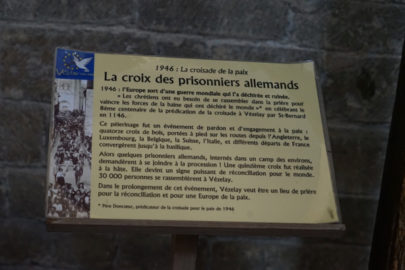 Vézelay
1946 : La croisade de la paix
La croix des prisonniers allemands
1946 : l'Europe sort d'une guerre mondiale qui l'a déchirée et ruinée.
« Les chrétiens ont eu besoin de se rassembler dans la prière pour
vaincre les forces de la haine qui ont déchiré le monde »* en célébrant le
8ème centenaire de la prédication de la croisade à Vézelay par St-Bernard
en 1146.
Ce pèlerinage fut un événement de pardon et d'engagement à la paix :
quatorze croix de bois, portées à pied sur les routes depuis l'Angleterre, le
Luxembourg, la Belgique, la Suisse, l'Italie, et différents départs de France
convergèrent jusqu'à la basilique.
Alors quelques prisonniers allemands, internés dans un camp des environs,
demandèrent à se joindre à la procession ! Une quinzième croix fut réalisée
à la hâte. Elle devint un signe puissant de réconciliation pour le monde.
30 000 personnes se rassemblèrent à Vézelay.
Dans le prolongement de cet événement, Vézelay veut être un lieu de prière
pour la réconciliation et pour une Europe de la paix.
* Père Doncœur, prédicateur de la croisade pour la paix de 1946